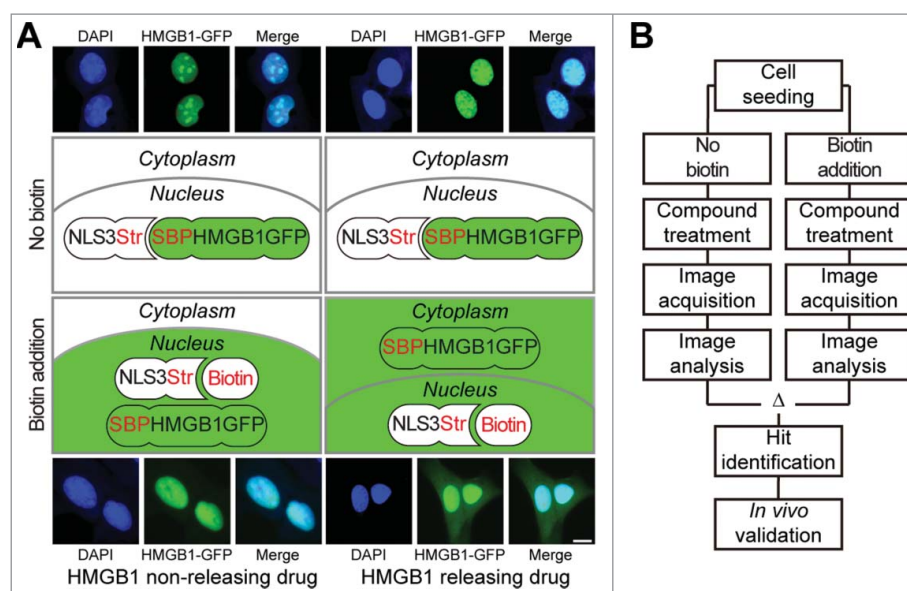 A
DAPI HMGB1-GFP Merge DAPI HMGB1-GFP Merge
No biotin
Cytoplasm
Nucleus
NLS3Str SBPHMGB1GFP
Cytoplasm
Nucleus
NLS3Str SBPHMGB1GFP
Biotin addition
Cytoplasm
Nucleus
NLS3Str Biotin
SBPHMGB1GFP
Cytoplasm
SBPHMGB1GFP
Nucleus
NLS3Str Biotin
DAPI HMGB1-GFP Merge DAPI HMGB1-GFP Merge
HMGB1 non-releasing drug HMGB1 releasing drug
B
Cell
seeding
No
biotin
Biotin
addition
Compound
treatment
Compound
treatment
Image
acquisition
Image
acquisition
Image
analysis
Image
analysis
Δ
Hit
identification
In vivo
validation